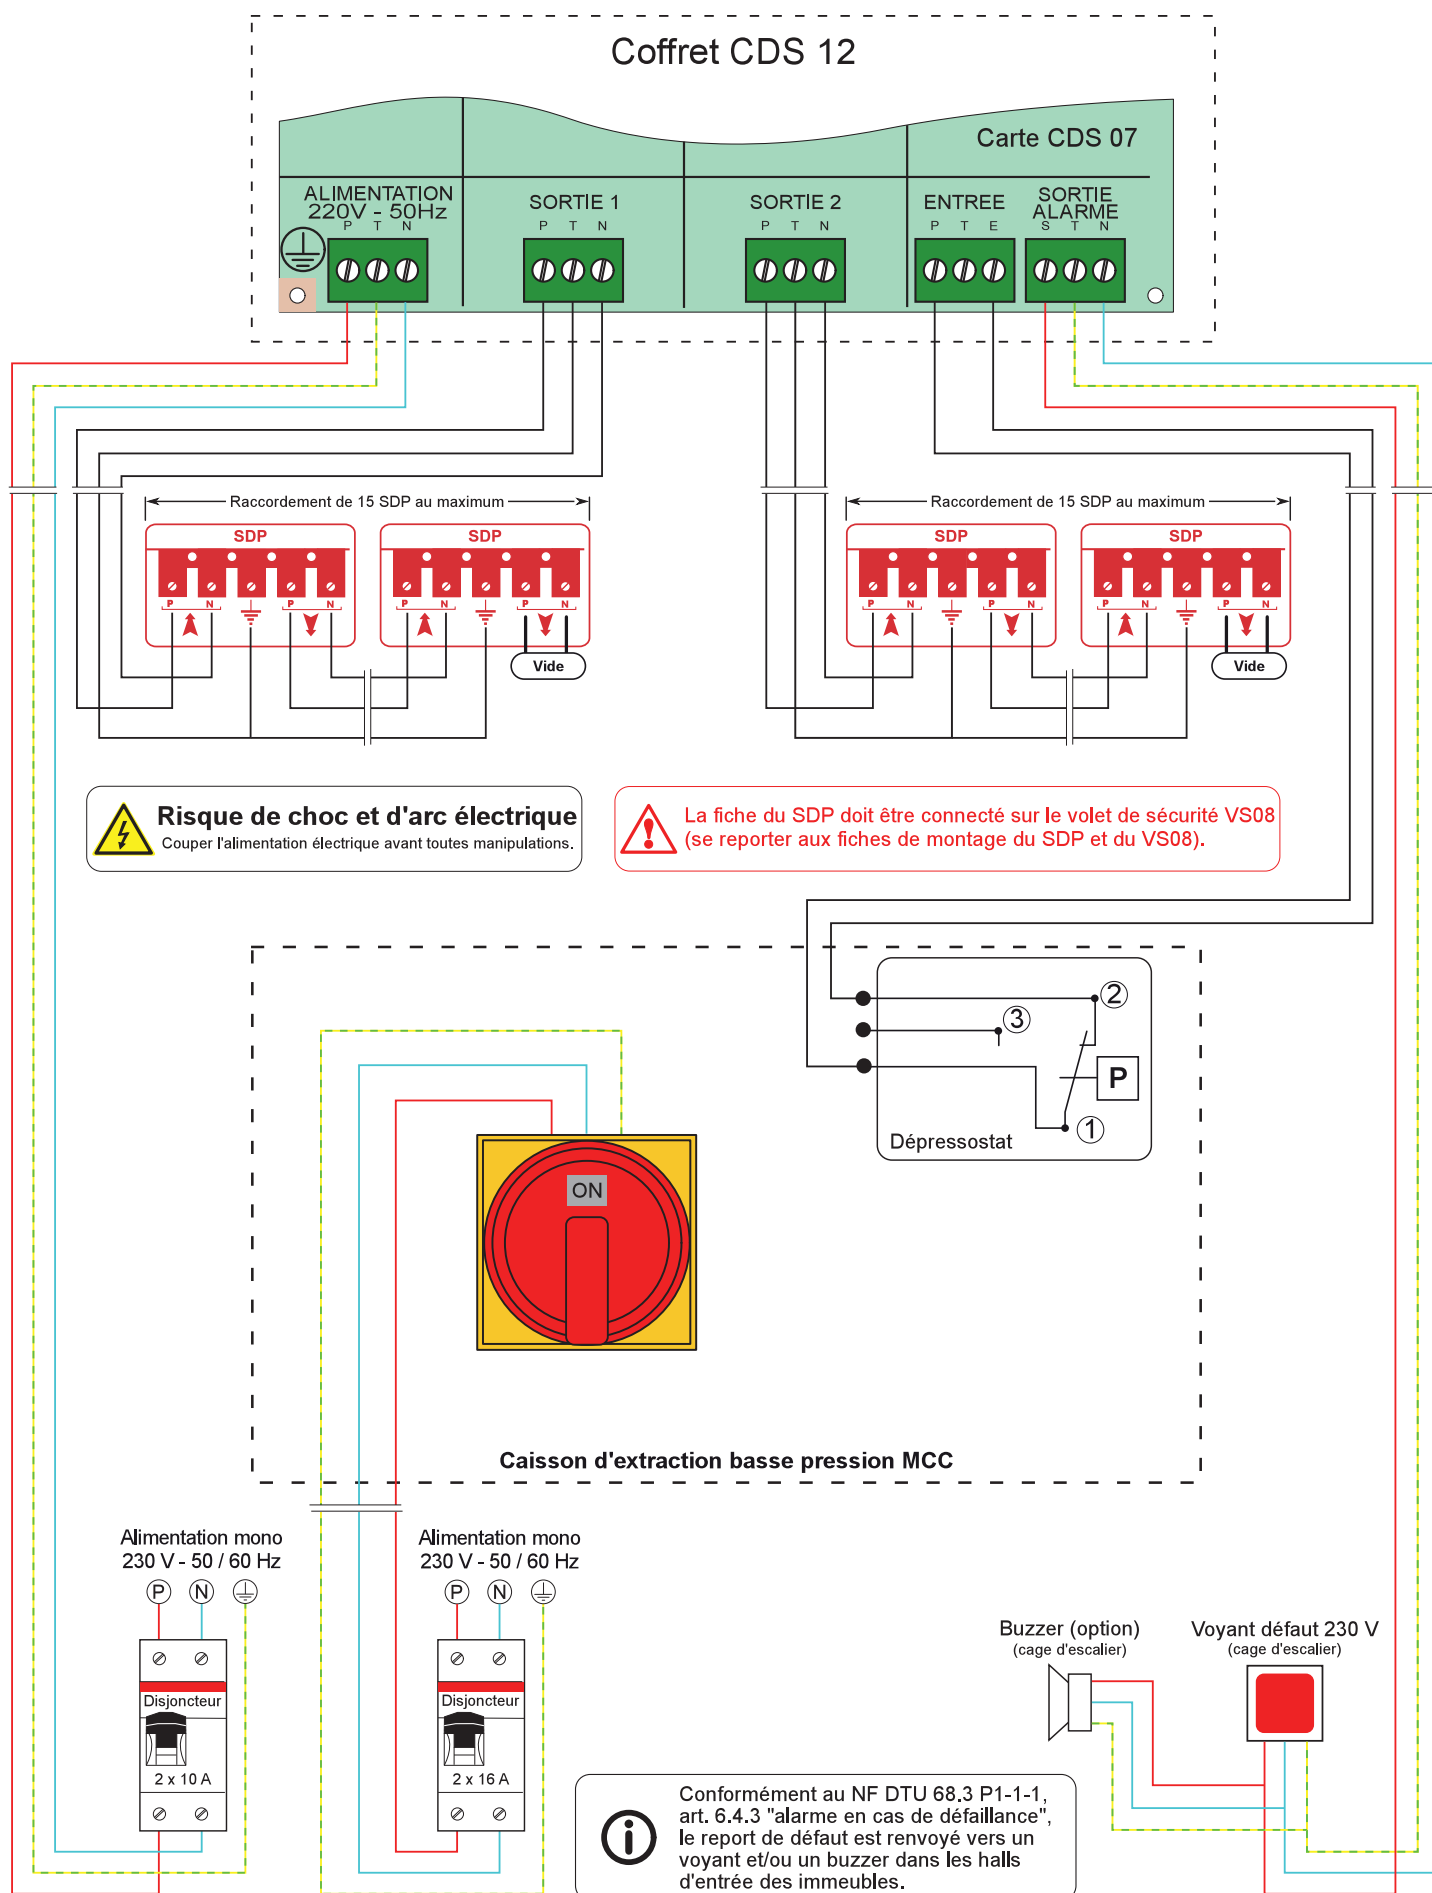 Coffret CDS 12
Carte CDS 07
ALIMENTATION
220V - 50Hz
P T N
SORTIE 1
P T N
SORTIE 2
P T N
ENTREE
P T E
SORTIE
ALARME
S T N
Raccordement de 15 SDP au maximum
SDP
P N P N
SDP
P N P N
Vide
Raccordement de 15 SDP au maximum
SDP
P N P N
SDP
P N P N
Vide
Risque de choc et d'arc électrique
Couper l'alimentation électrique avant toutes manipulations.
La fiche du SDP doit être connecté sur le volet de sécurité VS08
(se reporter aux fiches de montage du SDP et du VS08).
2
3
P
1
Dépressostat
ON
Caisson d'extraction basse pression MCC
Alimentation mono
230 V - 50 / 60 Hz
P N
Disjoncteur
2 x 10 A
Alimentation mono
230 V - 50 / 60 Hz
P N
Disjoncteur
2 x 16 A
Buzzer (option)
(cage d'escalier)
Voyant défaut 230 V
(cage d'escalier)
Conformément au NF DTU 68.3 P1-1-1,
art. 6.4.3 "alarme en cas de défaillance",
le report de défaut est renvoyé vers un
voyant et/ou un buzzer dans les halls
d'entrée des immeubles.